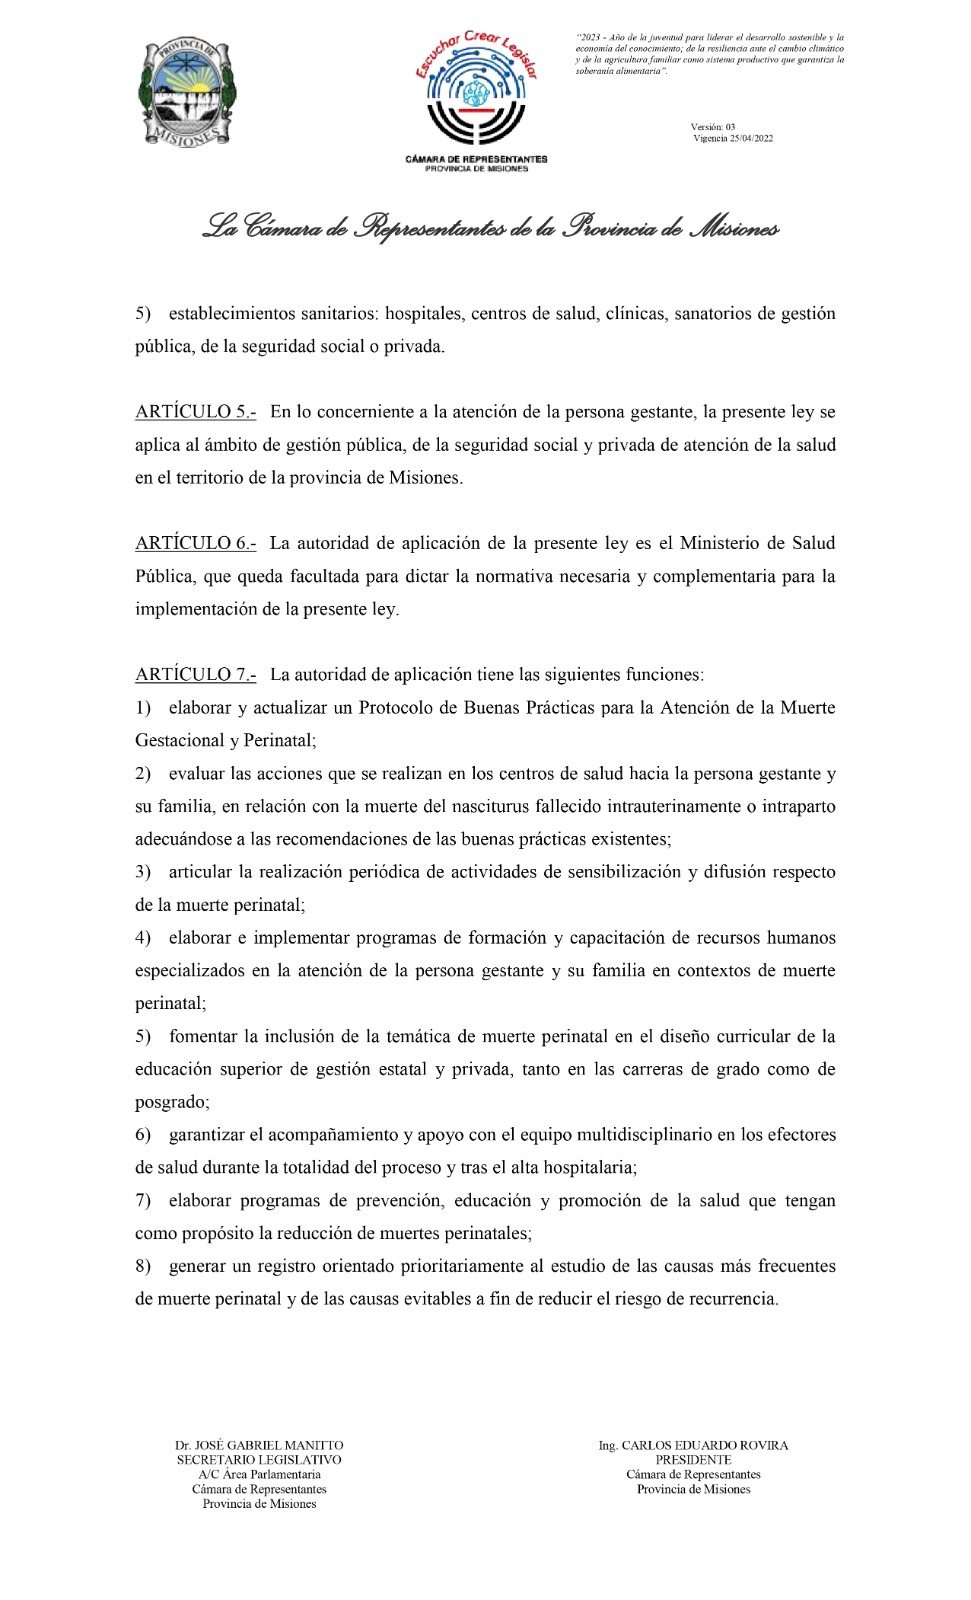 PROVINCIA DE
MISIONES
Escuchar Crear Legislar
CÁMARA DE REPRESENTANTES
PROVINCIA DE MISIONES
"2023 - Año de la juventud para liderar el desarrollo sostenible y la
economía del conocimiento; de la resiliencia ante el cambio climático
y de la agricultura familiar como sistema productivo que garantiza la
soberanía alimentaria".
Versión: 03
Vigencia 25/04/2022
La Cámara de Representantes de la Provincia de Misiones
5) establecimientos sanitarios: hospitales, centros de salud, clínicas, sanatorios de gestión
pública, de la seguridad social o privada.
ARTÍCULO 5.- En lo concerniente a la atención de la persona gestante, la presente ley se
aplica al ámbito de gestión pública, de la seguridad social y privada de atención de la salud
en el territorio de la provincia de Misiones.
ARTÍCULO 6.- La autoridad de aplicación de la presente ley es el Ministerio de Salud
Pública, que queda facultada para dictar la normativa necesaria y complementaria para la
implementación de la presente ley.
ARTÍCULO 7.- La autoridad de aplicación tiene las siguientes funciones:
1) elaborar y actualizar un Protocolo de Buenas Prácticas para la Atención de la Muerte
Gestacional y Perinatal;
2) evaluar las acciones que se realizan en los centros de salud hacia la persona gestante y
su familia, en relación con la muerte del nasciturus fallecido intrauterinamente o intraparto
adecuándose a las recomendaciones de las buenas prácticas existentes;
3) articular la realización periódica de actividades de sensibilización y difusión respecto
de la muerte perinatal;
4) elaborar e implementar programas de formación y capacitación de recursos humanos
especializados en la atención de la persona gestante y su familia en contextos de muerte
perinatal;
5) fomentar la inclusión de la temática de muerte perinatal en el diseño curricular de la
educación superior de gestión estatal y privada, tanto en las carreras de grado como de
posgrado;
6) garantizar el acompañamiento y apoyo con el equipo multidisciplinario en los efectores
de salud durante la totalidad del proceso y tras el alta hospitalaria;
7) elaborar programas de prevención, educación y promoción de la salud que tengan
como propósito la reducción de muertes perinatales;
8) generar un registro orientado prioritariamente al estudio de las causas más frecuentes
de muerte perinatal y de las causas evitables a fin de reducir el riesgo de recurrencia.
Dr. JOSÉ GABRIEL MANITTO
SECRETARIO LEGISLATIVO
A/C Área Parlamentaria
Cámara de Representantes
Provincia de Misiones
Ing. CARLOS EDUARDO ROVIRA
PRESIDENTE
Cámara de Representantes
Provincia de Misiones